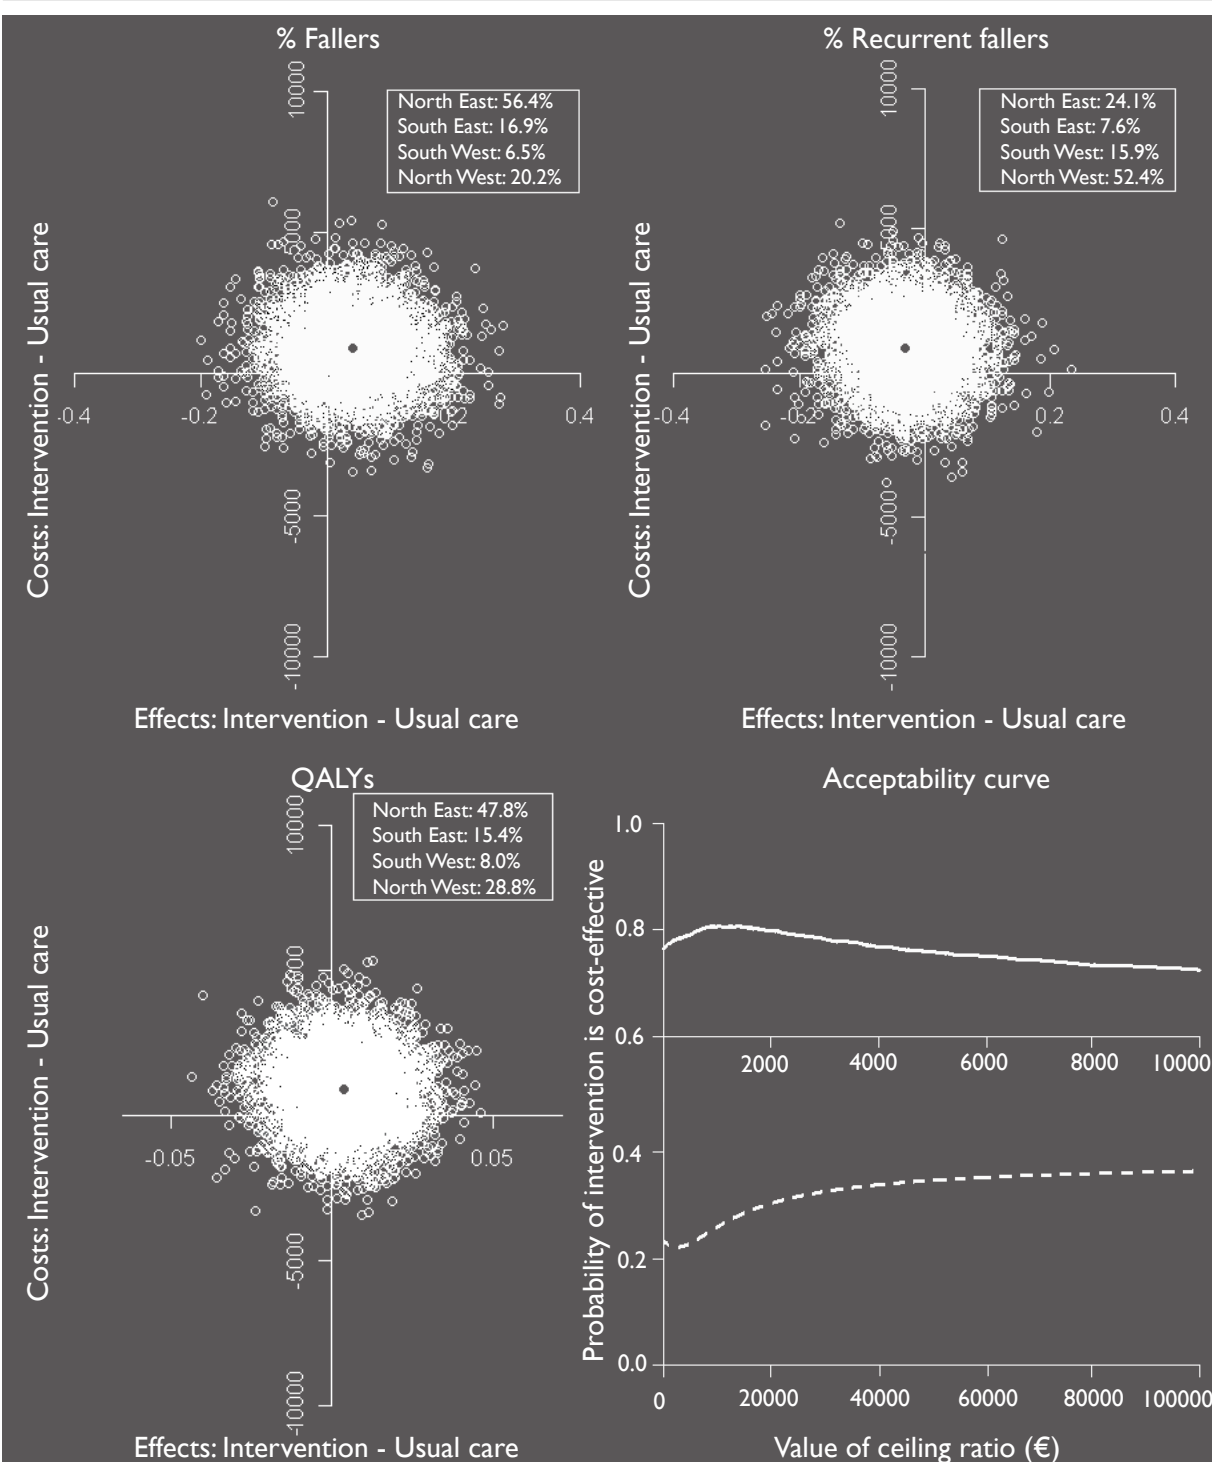 % Fallers
10000
North East: 56.4%
South East: 16.9%
South West: 6.5%
North West: 20.2%
Costs: Intervention - Usual care
-0.4
-0.2
0.4
-5000
-10000
Effects: Intervention - Usual care
% Recurrent fallers
10000
North East: 24.1%
South East: 7.6%
South West: 15.9%
North West: 52.4%
Costs: Intervention - Usual care
-0.4
0.2
0.4
-5000
-10000
Effects: Intervention - Usual care
QALYs
10000
North East: 47.8%
South East: 15.4%
South West: 8.0%
North West: 28.8%
Costs: Intervention - Usual care
-0.05
0.05
-5000
-10000
Effects: Intervention - Usual care
Acceptability curve
Probability of intervention is cost-effective
1.0
0.8
0.6
2000 4000 6000 8000 10000
0.4
0.2
0.0
0 20000 40000 60000 80000 100000
Value of ceiling ratio (€)